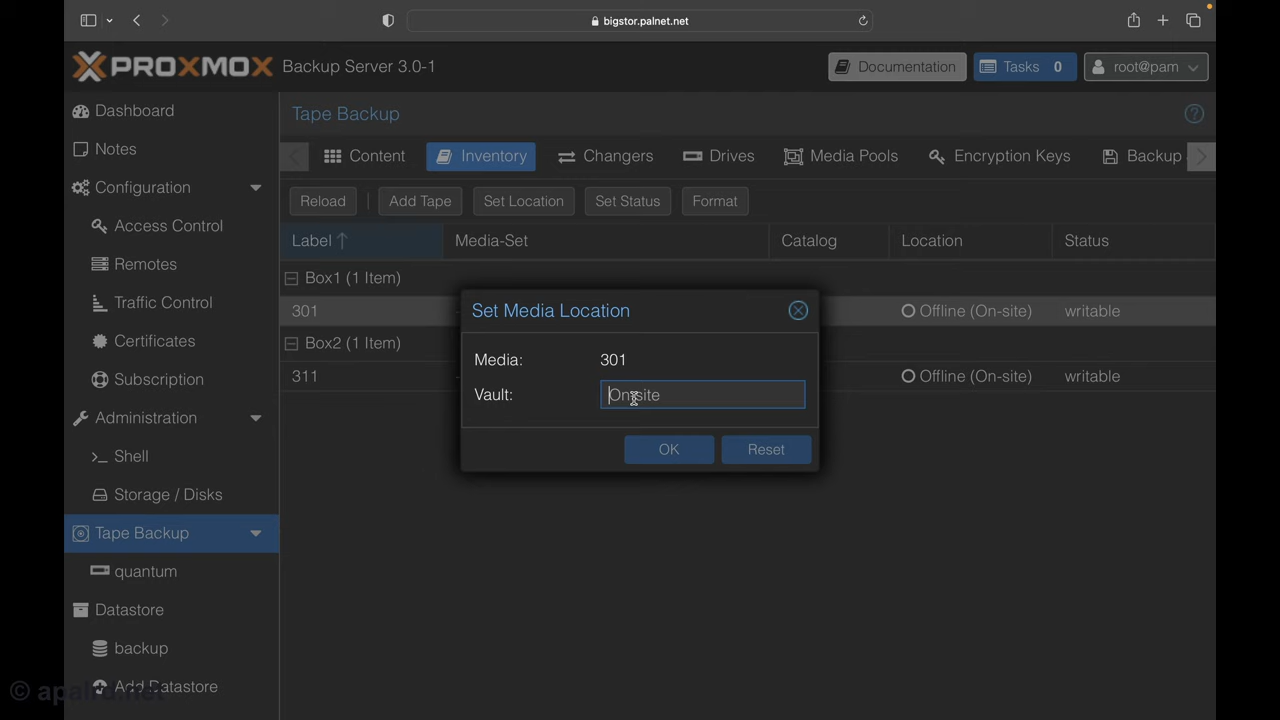 bigstor.palnet.net
PROXMOX Backup Server 3.0-1
Documentation
Tasks 0
root@pam
Dashboard
Notes
Configuration
Access Control
Remotes
Traffic Control
Certificates
Subscription
Administration
Shell
Storage / Disks
Tape Backup
quantum
Datastore
backup
Add Datastore
Tape Backup
Content
Inventory
Changers
Drives
Media Pools
Encryption Keys
Backup
Reload
Add Tape
Set Location
Set Status
Format
Label
Media-Set
Catalog
Location
Status
Box1 (1 Item)
301
Offline (On-site)
writable
Box2 (1 Item)
311
Offline (On-site)
writable
Set Media Location
Media: 301
Vault: On-site
OK
Reset